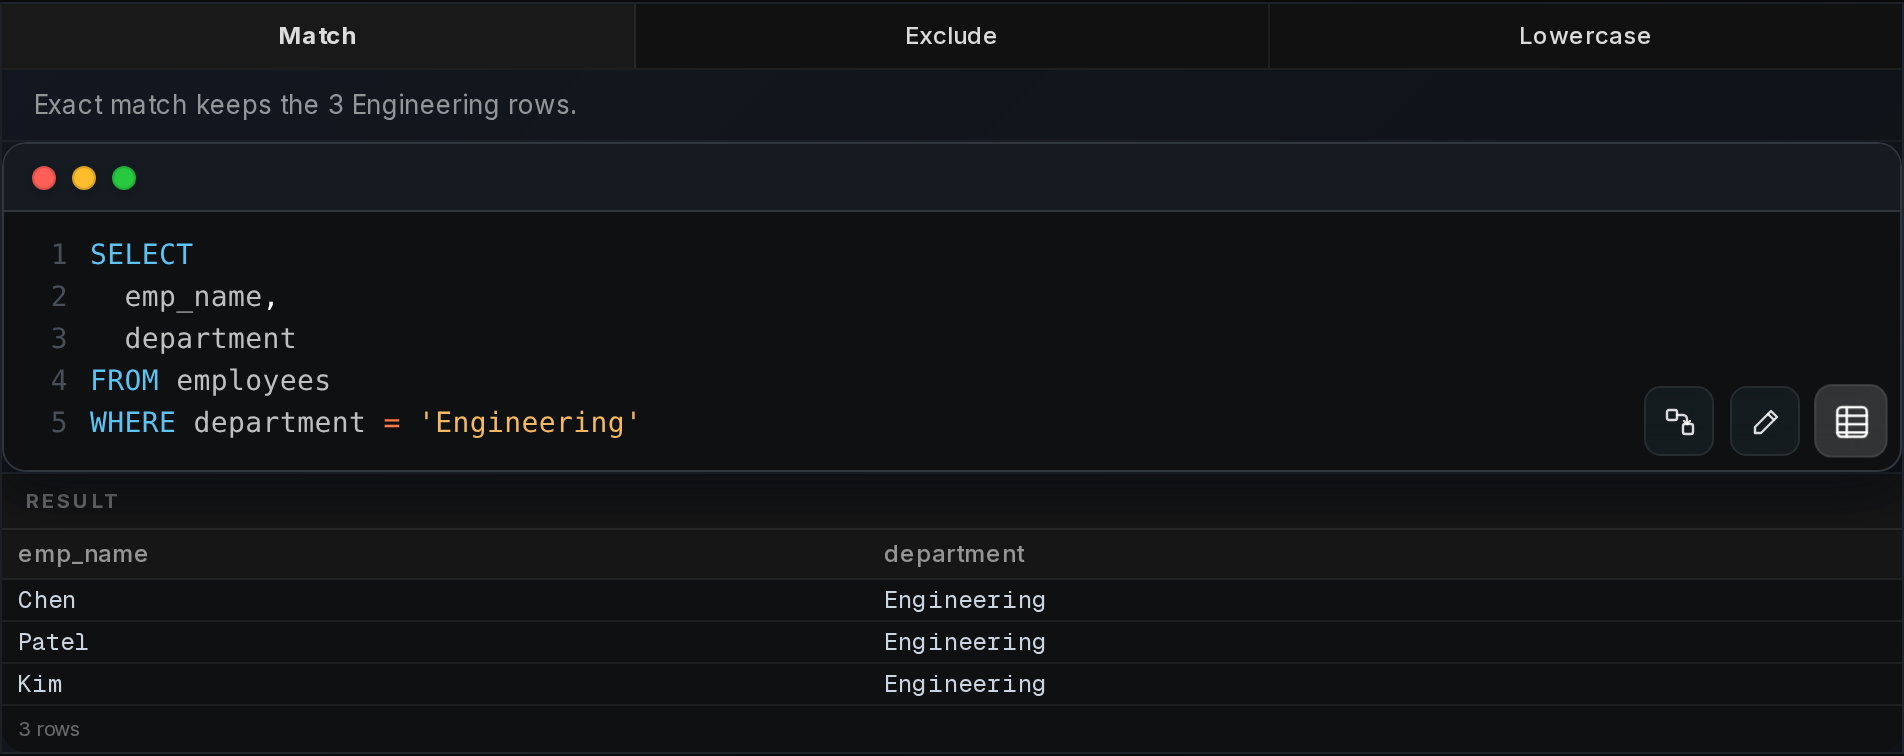 Match
Exclude
Lowercase
Exact match keeps the 3 Engineering rows.
1 SELECT
2   emp_name,
3   department
4 FROM employees
5 WHERE department = 'Engineering'
RESULT
emp_name department
Chen Engineering
Patel Engineering
Kim Engineering
3 rows